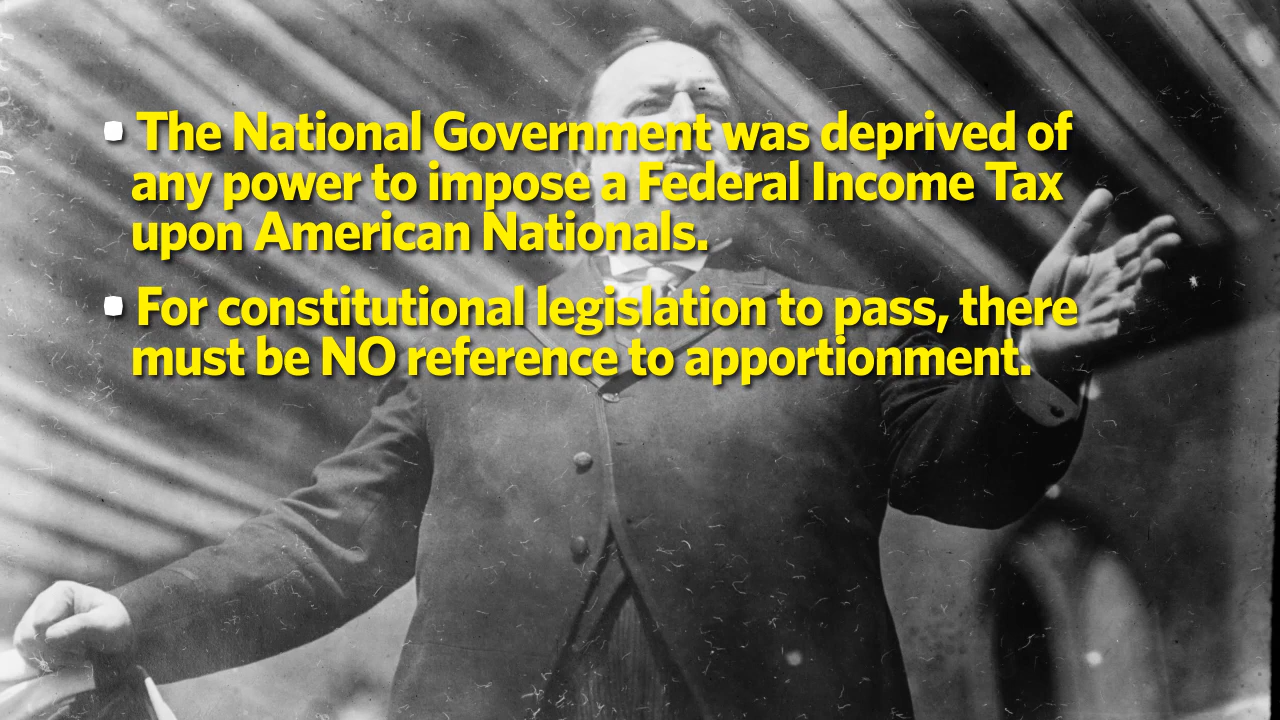 ▪ The National Government was deprived of
any power to impose a Federal Income Tax
upon American Nationals.
▪ For constitutional legislation to pass, there
must be NO reference to apportionment.